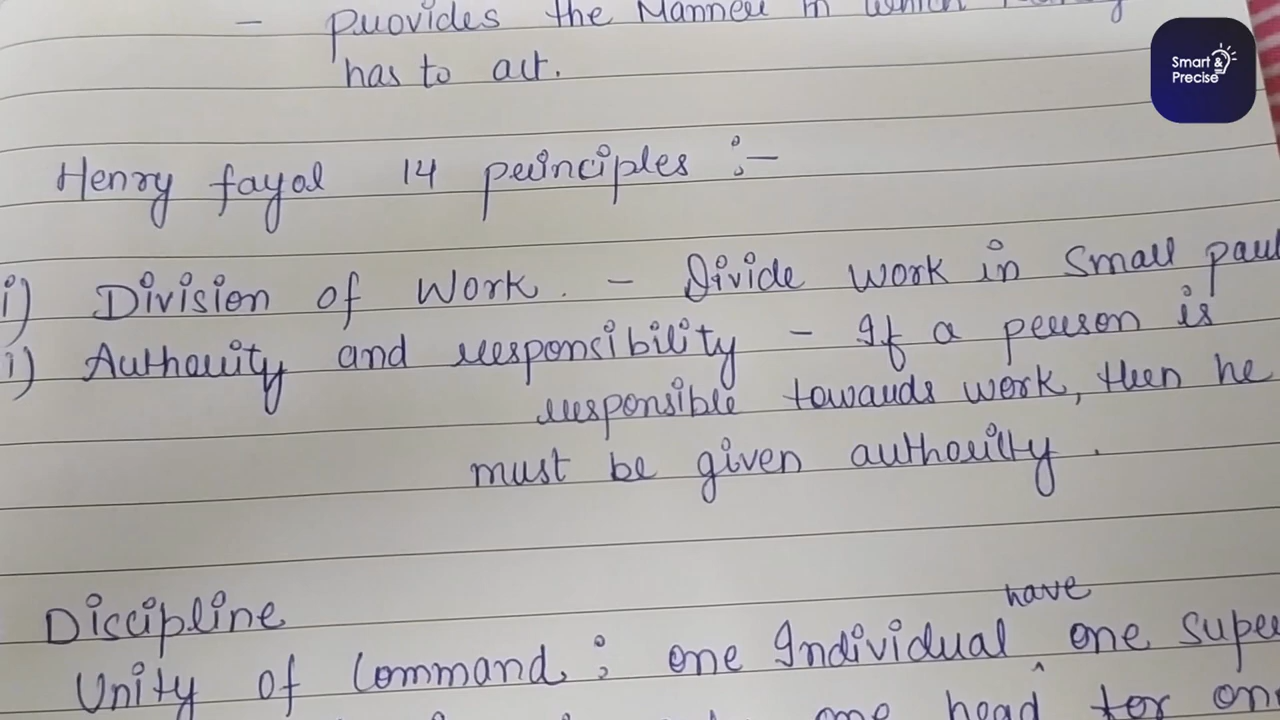 - provides the Manner in which
has to act.
Smart &
Precise
Henry fayol 14 principles :-
i) Division of Work. - Divide work in small
i) Authority and responsibility - If a person is
responsible towards work, then he
must be given authority.
Discipline
have
Unity of Command : one Individual one
one head for